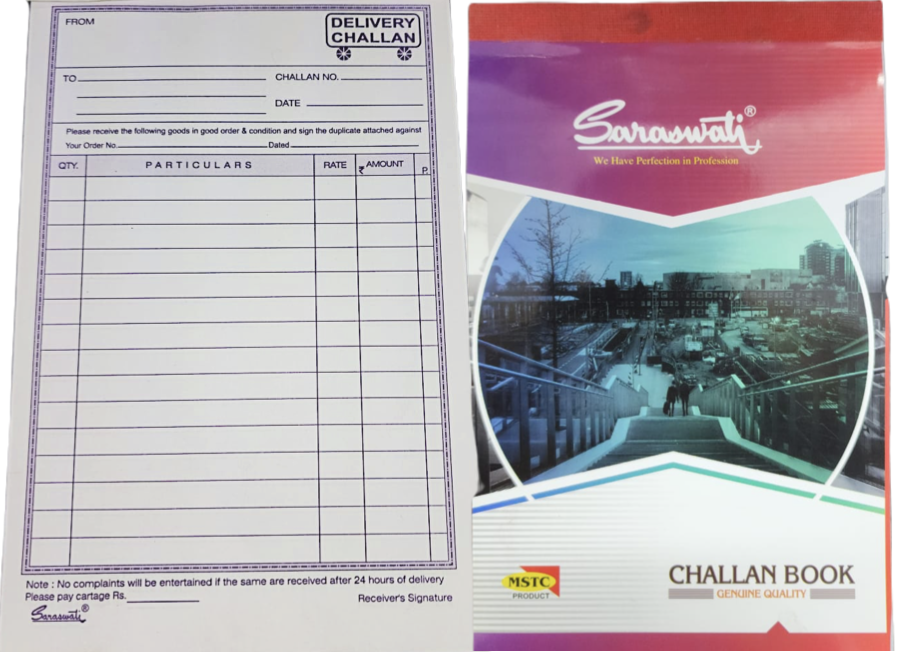 FROM
DELIVERY
CHALLAN
TO
CHALLAN NO.
DATE
Please receive the following goods in good order & condition and sign the duplicate attached against
Your Order No. Dated
QTY. PARTICULARS RATE ₹ AMOUNT P.
Note : No complaints will be entertained if the same are received after 24 hours of delivery
Please pay cartage Rs. Receiver's Signature
Saraswati®
Saraswati®
We Have Perfection in Profession
MSTC
PRODUCT
CHALLAN BOOK
GENUINE QUALITY